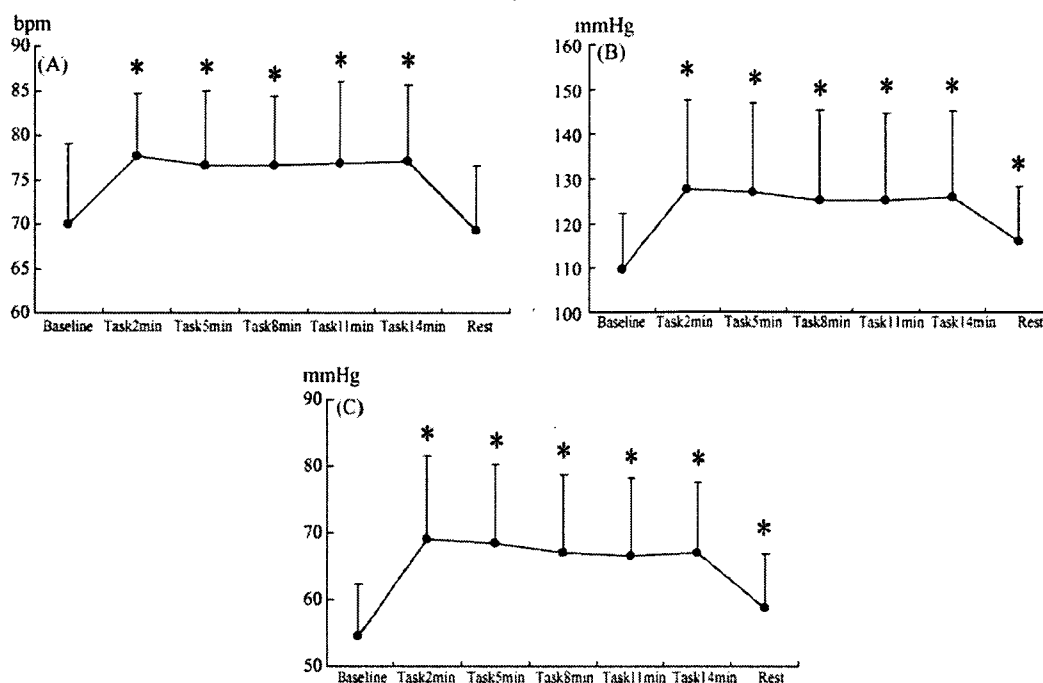 bpm
90
(A)
85
80
75
70
65
60
* * * * *
Baseline Task2min Task5min Task8min Task11min Task14min Rest
mmHg
160
(B)
150
140
130
120
110
100
* * * * * *
Baseline Task2min Task5min Task8min Task11min Task14min Rest
mmHg
90
(C)
80
70
60
50
* * * * * *
Baseline Task2min Task5min Task8min Task11min Task14min Rest